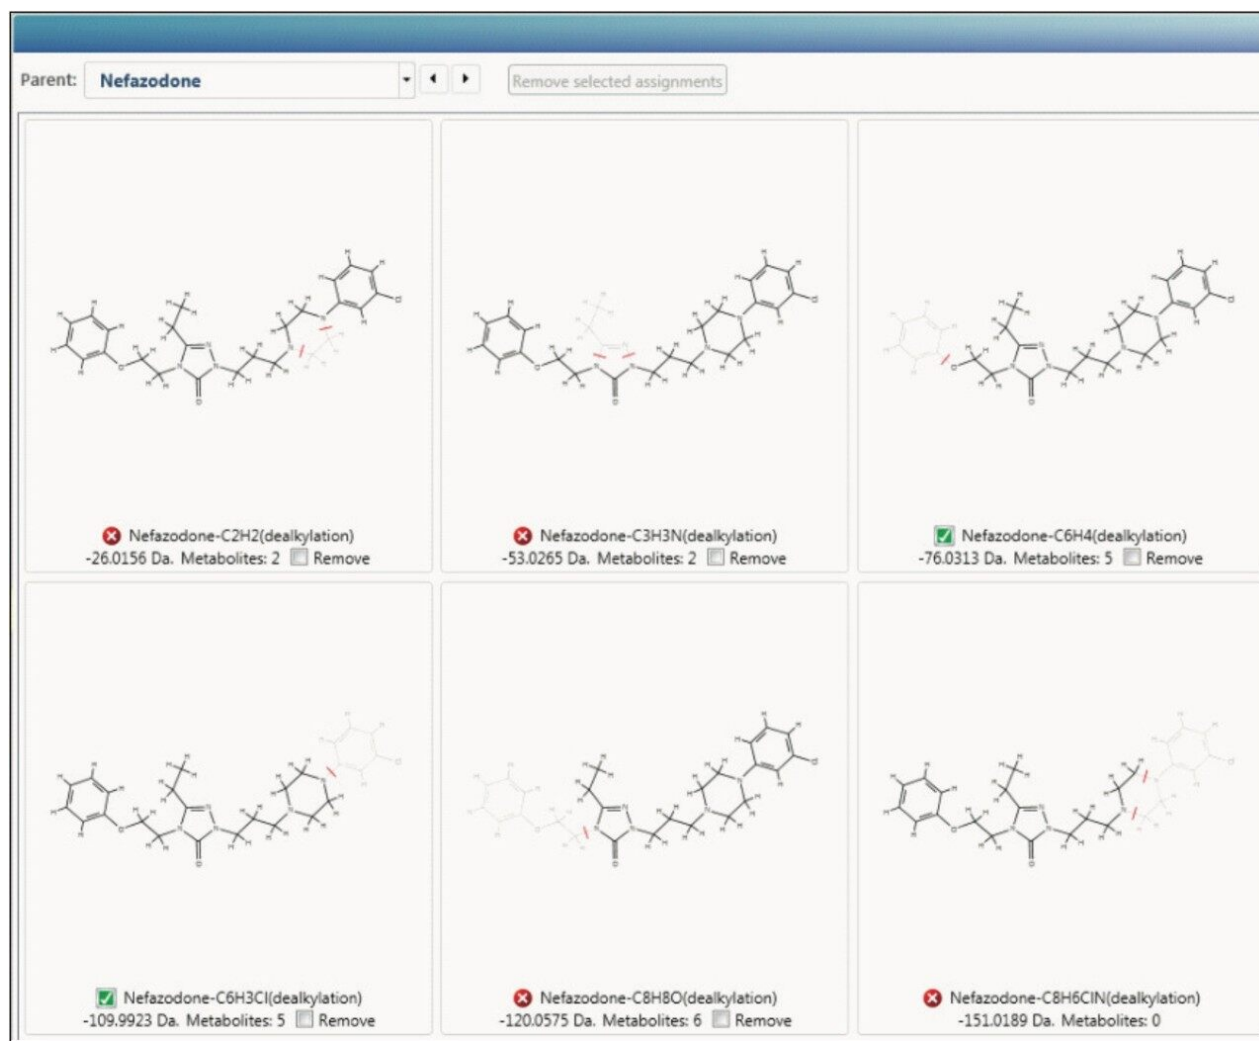 Parent: Nefazodone Remove selected assignments
Nefazodone-C2H2(dealkylation)
-26.0156 Da. Metabolites: 2 Remove
Nefazodone-C3H3N(dealkylation)
-53.0265 Da. Metabolites: 2 Remove
Nefazodone-C6H4(dealkylation)
-76.0313 Da. Metabolites: 5 Remove
Nefazodone-C6H3Cl(dealkylation)
-109.9923 Da. Metabolites: 5 Remove
Nefazodone-C8H8O(dealkylation)
-120.0575 Da. Metabolites: 6 Remove
Nefazodone-C8H6ClN(dealkylation)
-151.0189 Da. Metabolites: 0